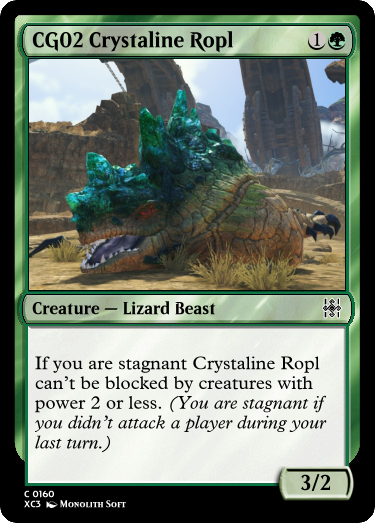 CG02 Crystaline Ropl 1
Creature — Lizard Beast
If you are stagnant Crystaline Ropl
can't be blocked by creatures with
power 2 or less. (You are stagnant if
you didn't attack a player during your
last turn.)
3/2
C 0160
XC3 Monolith Soft